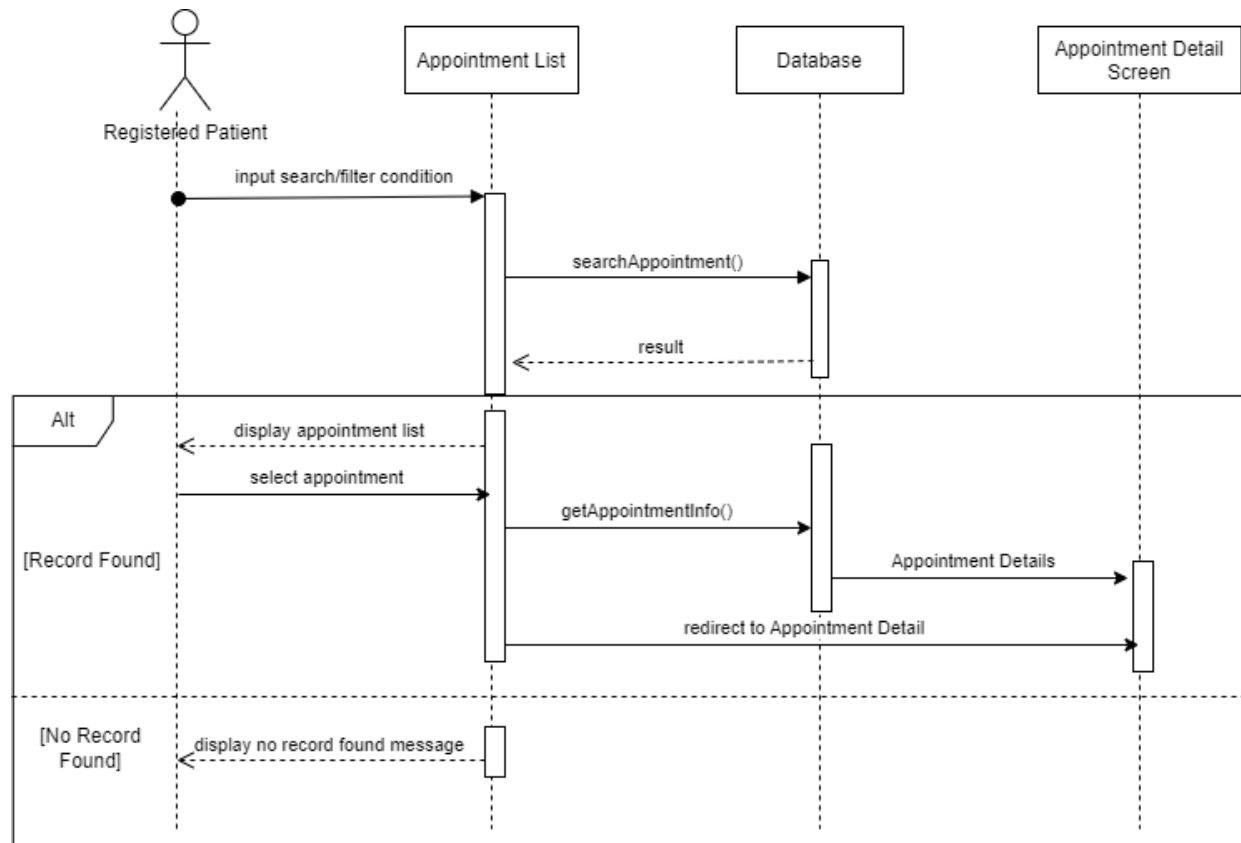 Appointment List
Database
Appointment Detail
Screen
Registered Patient
input search/filter condition
searchAppointment()
result
Alt
display appointment list
select appointment
getAppointmentInfo()
[Record Found]
Appointment Details
redirect to Appointment Detail
[No Record
Found]
display no record found message